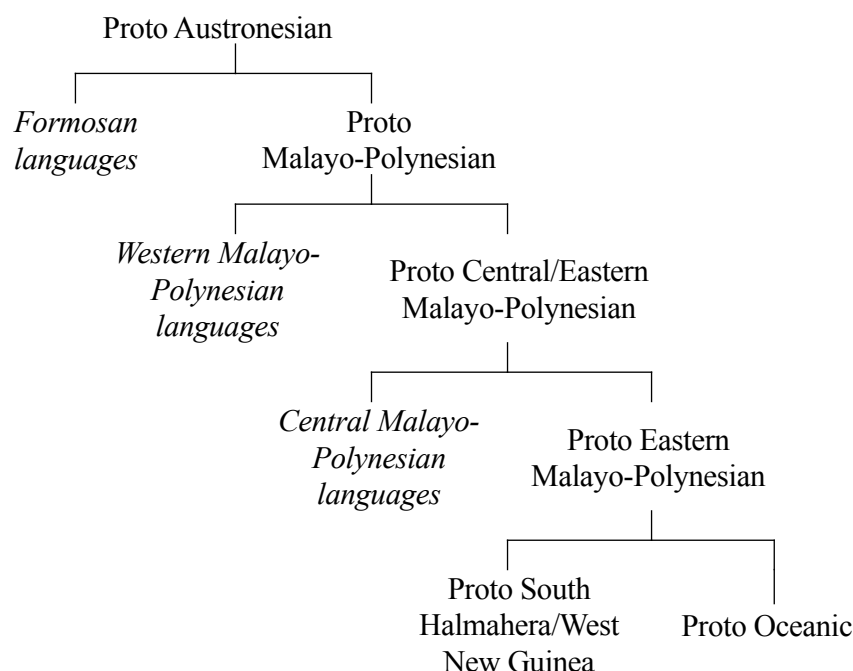 Proto Austronesian
Formosan
languages
Proto
Malayo-Polynesian
Western Malayo-
Polynesian
languages
Proto Central/Eastern
Malayo-Polynesian
Central Malayo-
Polynesian
languages
Proto Eastern
Malayo-Polynesian
Proto South
Halmahera/West
New Guinea
Proto Oceanic